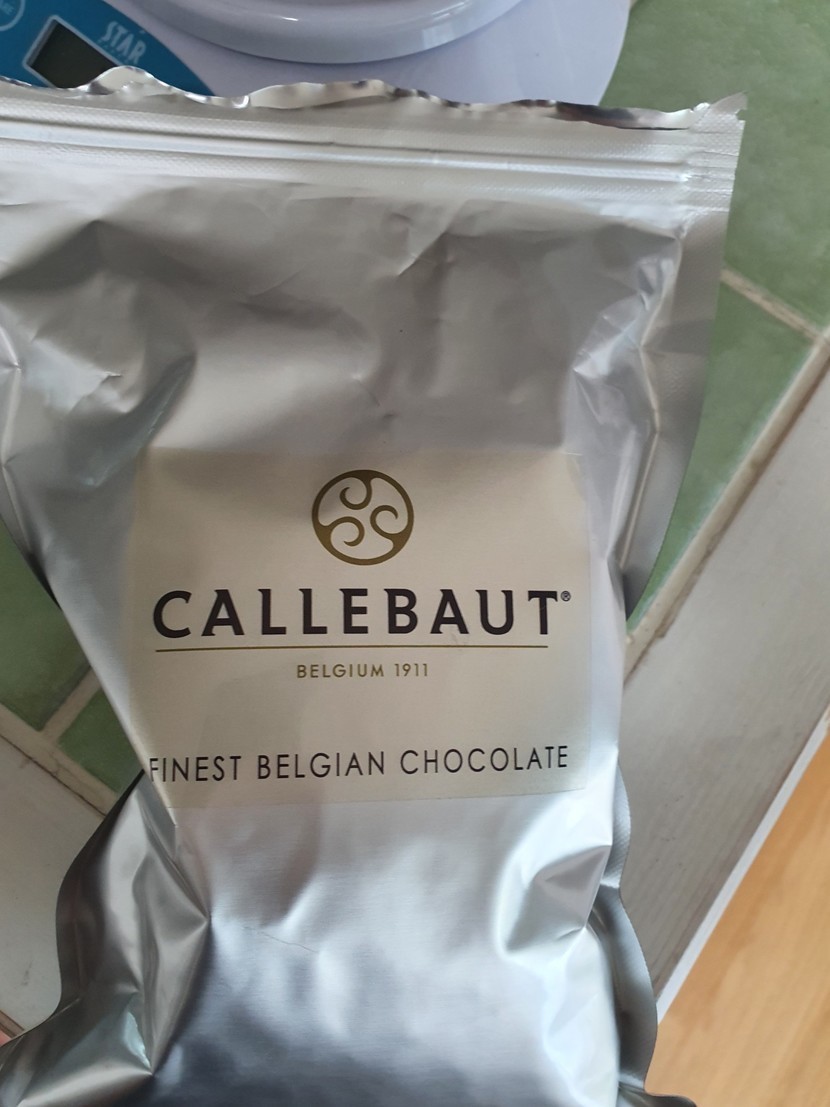 STAR
CALLEBAUT®
BELGIUM 1911
FINEST BELGIAN CHOCOLATE